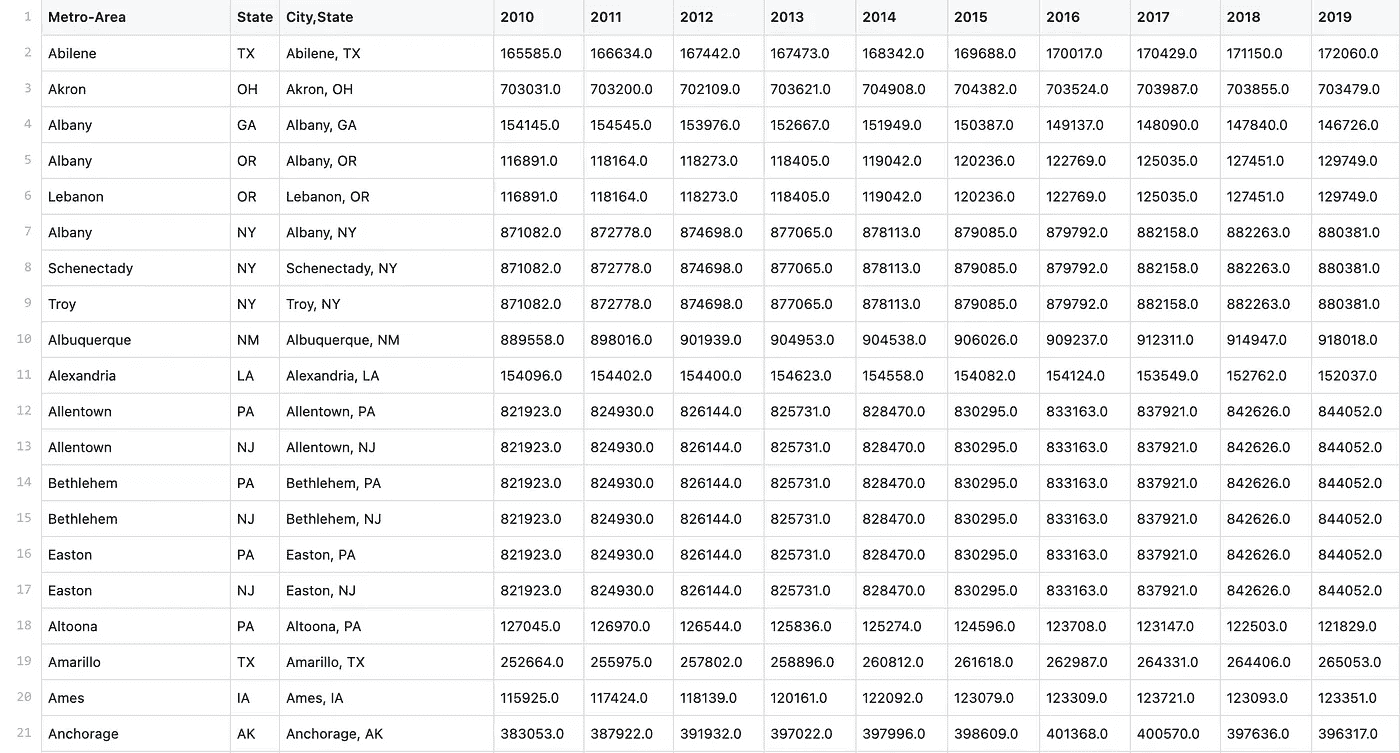 1 Metro-Area State City,State 2010 2011 2012 2013 2014 2015 2016 2017 2018 2019
2 Abilene TX Abilene, TX 165585.0 166634.0 167442.0 167473.0 168342.0 169688.0 170017.0 170429.0 171150.0 172060.0
3 Akron OH Akron, OH 703031.0 703200.0 702109.0 703621.0 704908.0 704382.0 703524.0 703987.0 703855.0 703479.0
4 Albany GA Albany, GA 154145.0 154545.0 153976.0 152667.0 151949.0 150387.0 149137.0 148090.0 147840.0 146726.0
5 Albany OR Albany, OR 116891.0 118164.0 118273.0 118405.0 119042.0 120236.0 122769.0 125035.0 127451.0 129749.0
6 Lebanon OR Lebanon, OR 116891.0 118164.0 118273.0 118405.0 119042.0 120236.0 122769.0 125035.0 127451.0 129749.0
7 Albany NY Albany, NY 871082.0 872778.0 874698.0 877065.0 878113.0 879085.0 879792.0 882158.0 882263.0 880381.0
8 Schenectady NY Schenectady, NY 871082.0 872778.0 874698.0 877065.0 878113.0 879085.0 879792.0 882158.0 882263.0 880381.0
9 Troy NY Troy, NY 871082.0 872778.0 874698.0 877065.0 878113.0 879085.0 879792.0 882158.0 882263.0 880381.0
10 Albuquerque NM Albuquerque, NM 889558.0 898016.0 901939.0 904953.0 904538.0 906026.0 909237.0 912311.0 914947.0 918018.0
11 Alexandria LA Alexandria, LA 154096.0 154402.0 154400.0 154623.0 154558.0 154082.0 154124.0 153549.0 152762.0 152037.0
12 Allentown PA Allentown, PA 821923.0 824930.0 826144.0 825731.0 828470.0 830295.0 833163.0 837921.0 842626.0 844052.0
13 Allentown NJ Allentown, NJ 821923.0 824930.0 826144.0 825731.0 828470.0 830295.0 833163.0 837921.0 842626.0 844052.0
14 Bethlehem PA Bethlehem, PA 821923.0 824930.0 826144.0 825731.0 828470.0 830295.0 833163.0 837921.0 842626.0 844052.0
15 Bethlehem NJ Bethlehem, NJ 821923.0 824930.0 826144.0 825731.0 828470.0 830295.0 833163.0 837921.0 842626.0 844052.0
16 Easton PA Easton, PA 821923.0 824930.0 826144.0 825731.0 828470.0 830295.0 833163.0 837921.0 842626.0 844052.0
17 Easton NJ Easton, NJ 821923.0 824930.0 826144.0 825731.0 828470.0 830295.0 833163.0 837921.0 842626.0 844052.0
18 Altoona PA Altoona, PA 127045.0 126970.0 126544.0 125836.0 125274.0 124596.0 123708.0 123147.0 122503.0 121829.0
19 Amarillo TX Amarillo, TX 252664.0 255975.0 257802.0 258896.0 260812.0 261618.0 262987.0 264331.0 264406.0 265053.0
20 Ames IA Ames, IA 115925.0 117424.0 118139.0 120161.0 122092.0 123079.0 123309.0 123721.0 123093.0 123351.0
21 Anchorage AK Anchorage, AK 383053.0 387922.0 391932.0 397022.0 397996.0 398609.0 401368.0 400570.0 397636.0 396317.0